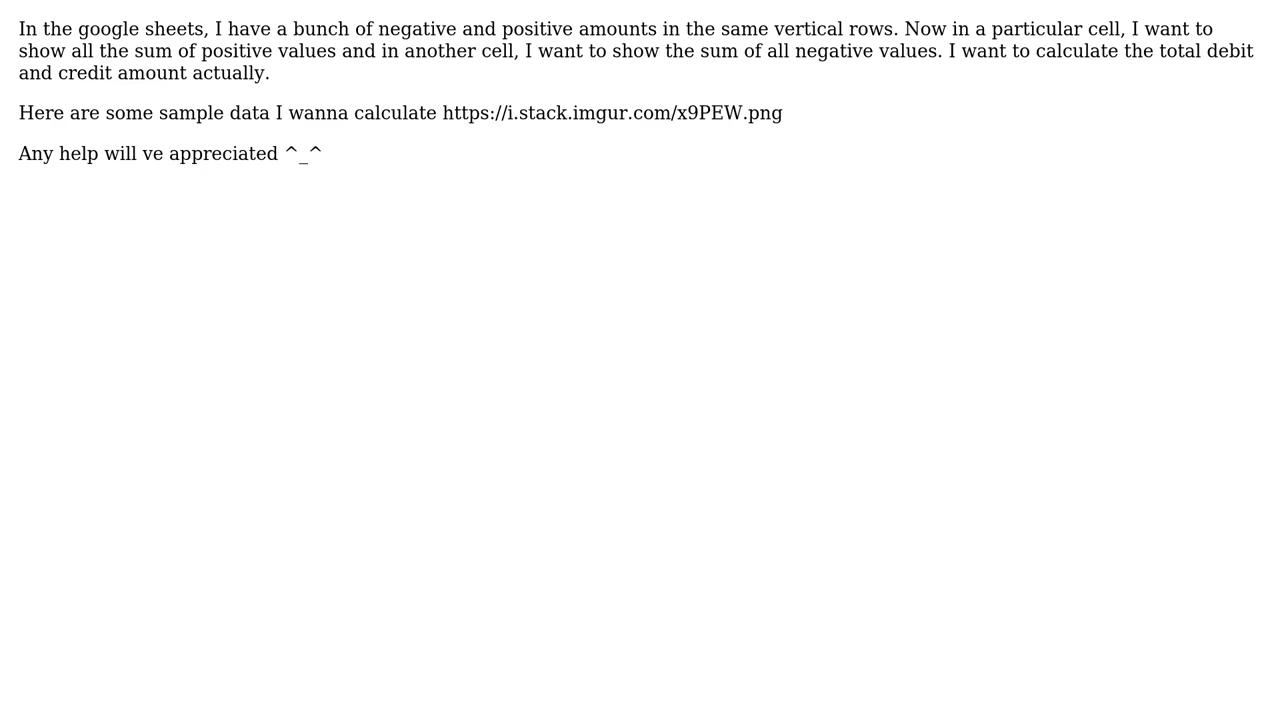 In the google sheets, I have a bunch of negative and positive amounts in the same vertical rows. Now in a particular cell, I want to
show all the sum of positive values and in another cell, I want to show the sum of all negative values. I want to calculate the total debit
and credit amount actually.
Here are some sample data I wanna calculate https://i.stack.imgur.com/x9PEW.png
Any help will ve appreciated ^_^